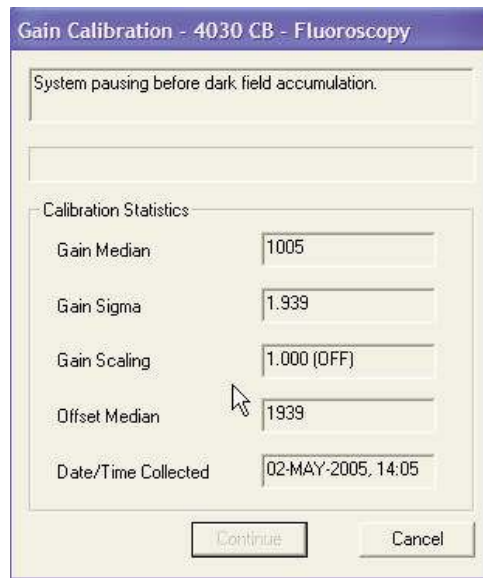 Gain Calibration - 4030 CB - Fluoroscopy
System pausing before dark field accumulation.
Calibration Statistics
Gain Median 1005
Gain Sigma 1.939
Gain Scaling 1.000 (OFF)
Offset Median 1939
Date/Time Collected 02-MAY-2005, 14:05
Continue Cancel